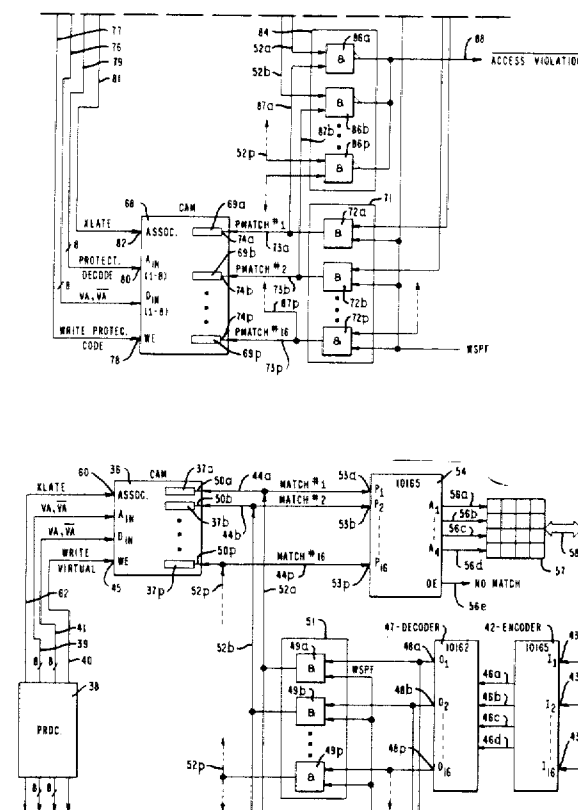 77
76
79
81
52a
84
86a
88
&
ACCESS VIOLATION
52b
87a
&
86b
87b
86p
52p
&
68
CAM
69a
71
72a
XLATE
ASSOC.
82
74a
PMATCH #1
73a
&
69b
8
PROTECT.
DECODE
80
A IN
(1-8)
PMATCH #2
74b
73b
&
72b
8
VA, V̅A̅
D IN
(1-8)
87p
72p
74p
PMATCH #16
&
WRITE PROTEC.
CODE
WE
78
69p
73p
WSPF
60
36
CAM
37a
50a
44a
MATCH #1
53a
54
10165
XLATE
ASSOC.
50b
MATCH #2
P1
P2
A1
56a
56b
VA, V̅A̅
A IN
37b
44b
53b
56c
VA, V̅A̅
D IN
A4
58
WRITE
VIRTUAL
WE
50p
MATCH #16
P16
56d
57
45
37p
52p
44p
52a
53p
OE
NO MATCH
56e
62
41
39
40
52b
51
47-DECODER
42-ENCODER
49a
48a
10162
10165
8
8
&
WSPF
O1
46a
I1
43
38
49b
48b
O2
46b
I2
43
PROC.
&
46c
46d
49p
48p
52p
&
O16
I16
43
8
8